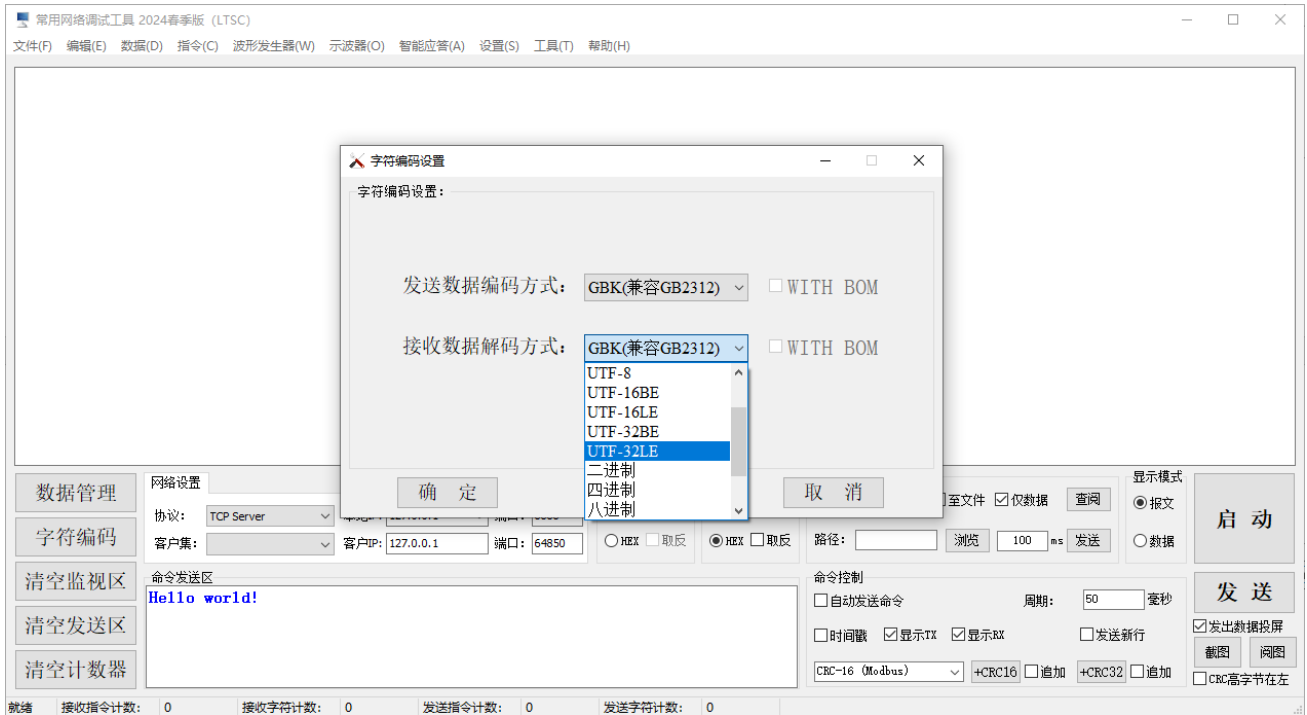 常用网络调试工具 2024春季版（LTSC）
文件(F) 编辑(E) 数据(D) 指令(C) 波形发生器(W) 示波器(O) 智能应答(A) 设置(S) 工具(T) 帮助(H)
字符编码设置
字符编码设置:
发送数据编码方式: GBK(兼容GB2312) WITH BOM
接收数据解码方式: GBK(兼容GB2312) WITH BOM
UTF-8
UTF-16BE
UTF-16LE
UTF-32BE
UTF-32LE
二进制
四进制
八进制
确 定 取 消
数据管理
字符编码
清空监视区
清空发送区
清空计数器
网络设置
协议: TCP Server
客户集: 客户IP: 127.0.0.1 端口: 64850
HEX 取反 HEX 取反
至文件 仅数据 查阅
路径: 浏览 100 ms 发送
显示模式
报文
数据
启 动
命令发送区
Hello world!
命令控制
自动发送命令 周期: 50 毫秒
时间戳 显示TX 显示RX 发送新行
CRC-16 (Modbus) +CRC16 追加 +CRC32 追加
发 送
发出数据投屏
截图 阅图
CRC高字节在左
就绪 接收指令计数: 0 接收字符计数: 0 发送指令计数: 0 发送字符计数: 0